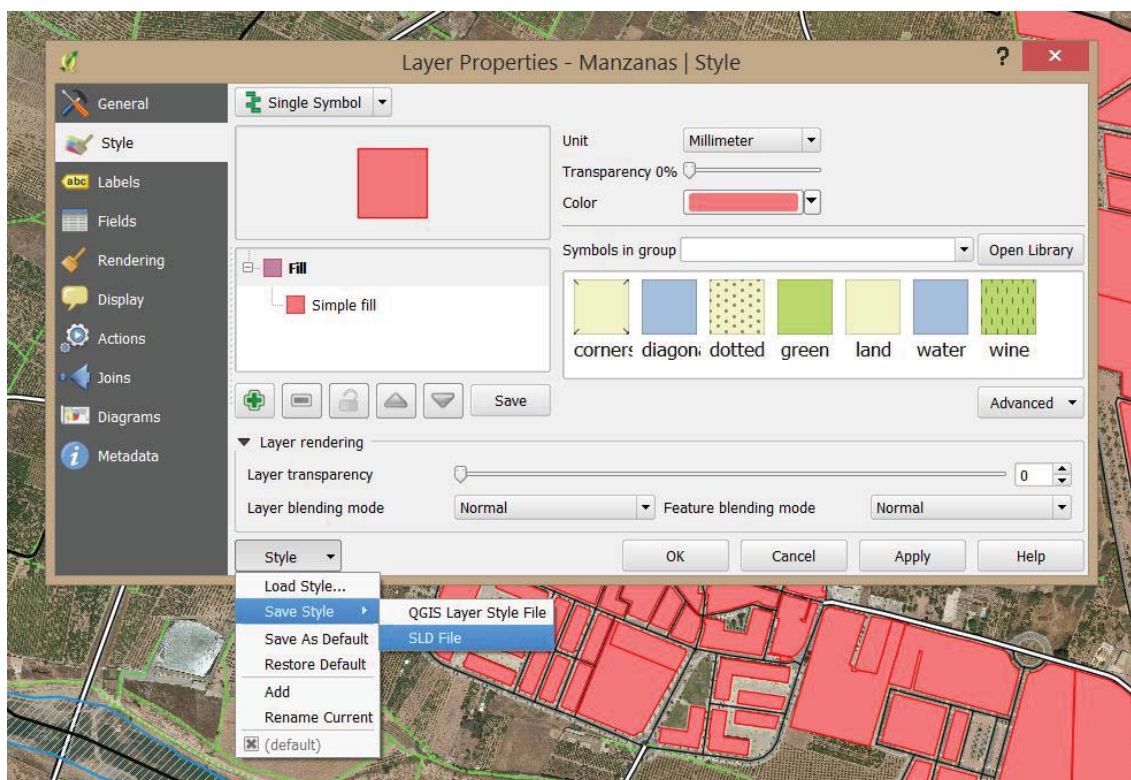 Layer Properties - Manzanas | Style
?
General
Style
abc Labels
Fields
Rendering
Display
Actions
Joins
Diagrams
Metadata
Single Symbol
Unit Millimeter
Transparency 0%
Color
Symbols in group Open Library
Fill
Simple fill
corners diagona dotted green land water wine
Save
Advanced
Layer rendering
Layer transparency 0
Layer blending mode Normal Feature blending mode Normal
Style OK Cancel Apply Help
Load Style...
Save Style QGIS Layer Style File
SLD File
Save As Default
Restore Default
Add
Rename Current
(default)